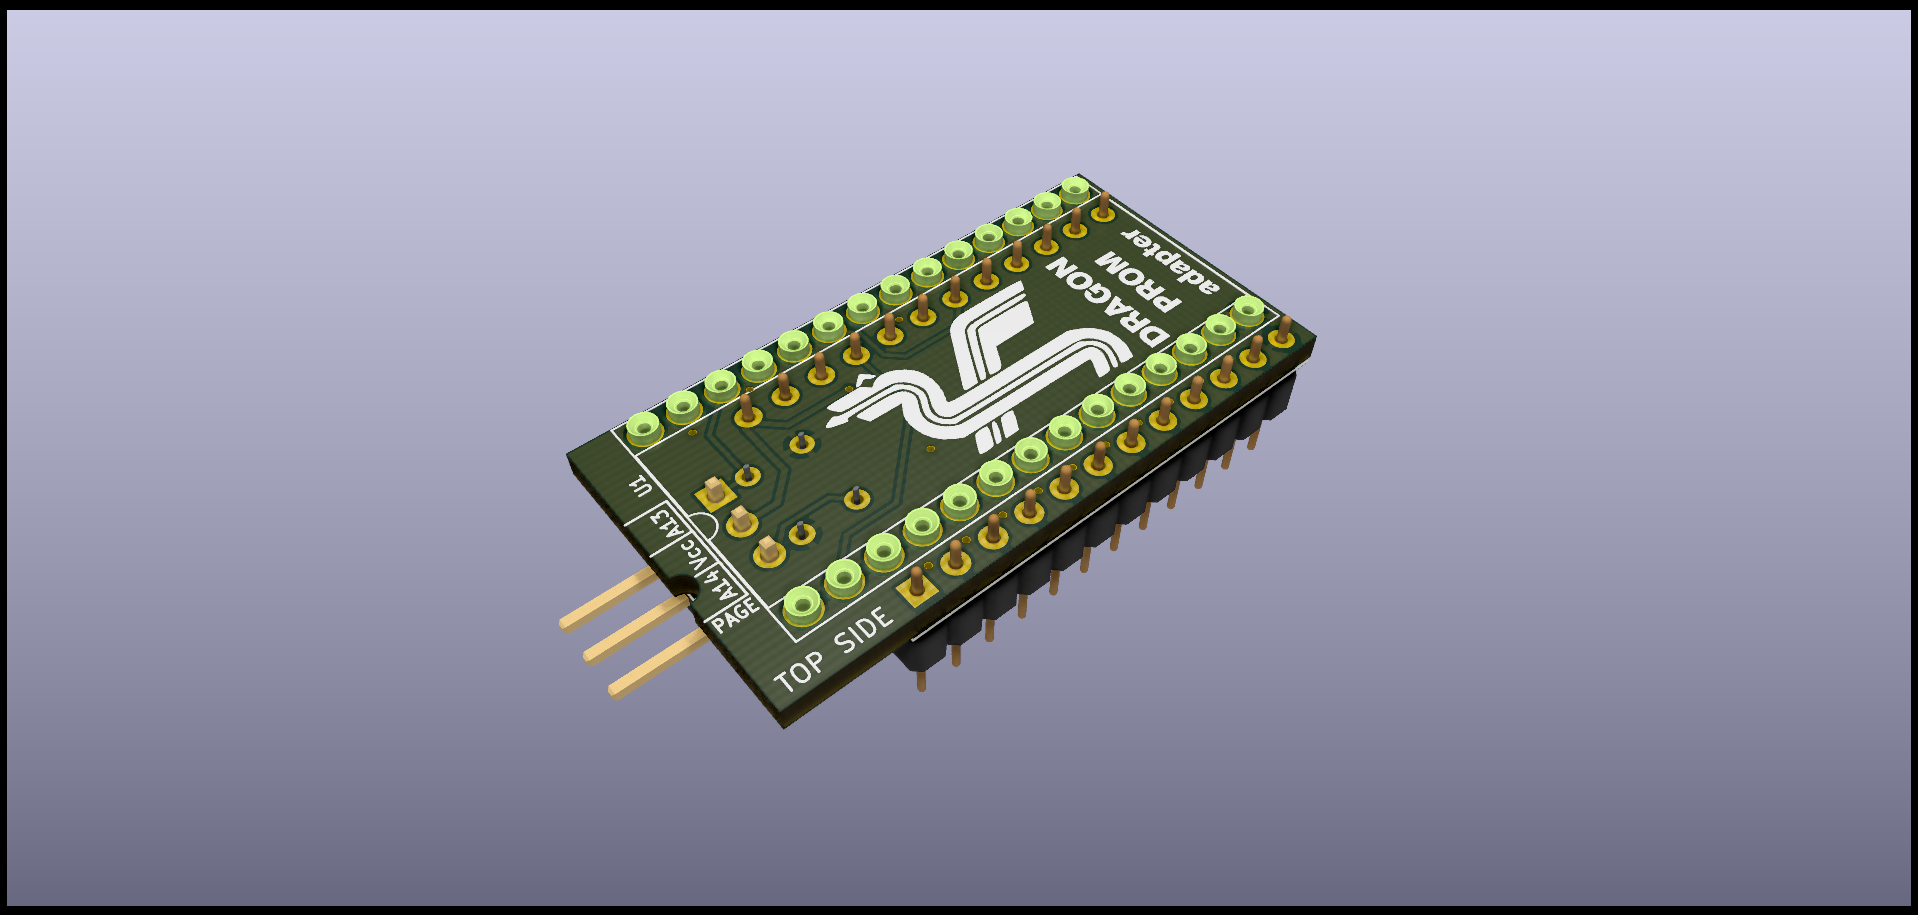 DRAGON
PROM
adapter
U1
A13
Vcc
A14
PAGE
TOP SIDE